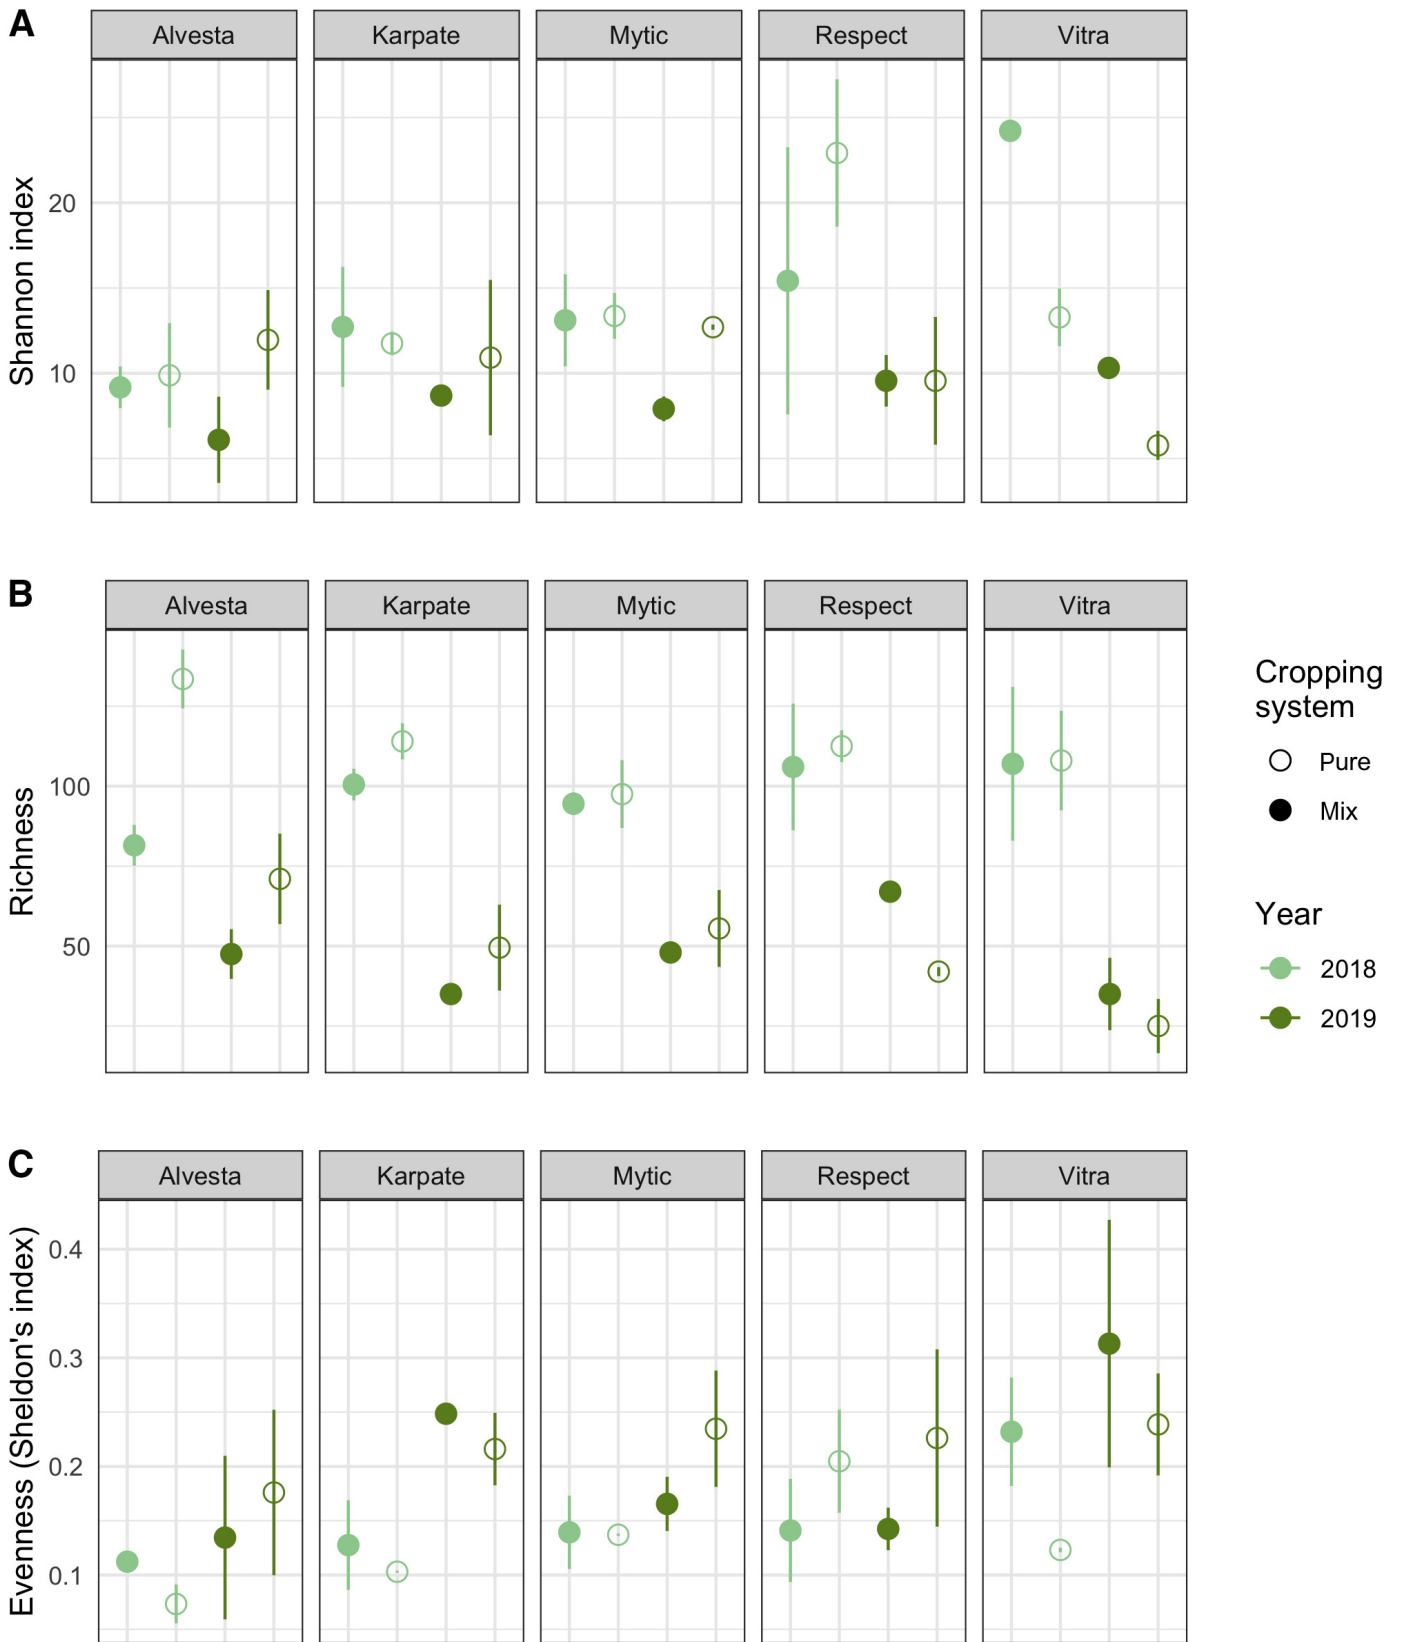 A
Alvesta
Karpate
Mytic
Respect
Vitra
Shannon index
20
10
B
Alvesta
Karpate
Mytic
Respect
Vitra
Richness
100
50
Cropping
system
Pure
Mix
Year
2018
2019
C
Alvesta
Karpate
Mytic
Respect
Vitra
Evenness (Sheldon's index)
0.4
0.3
0.2
0.1